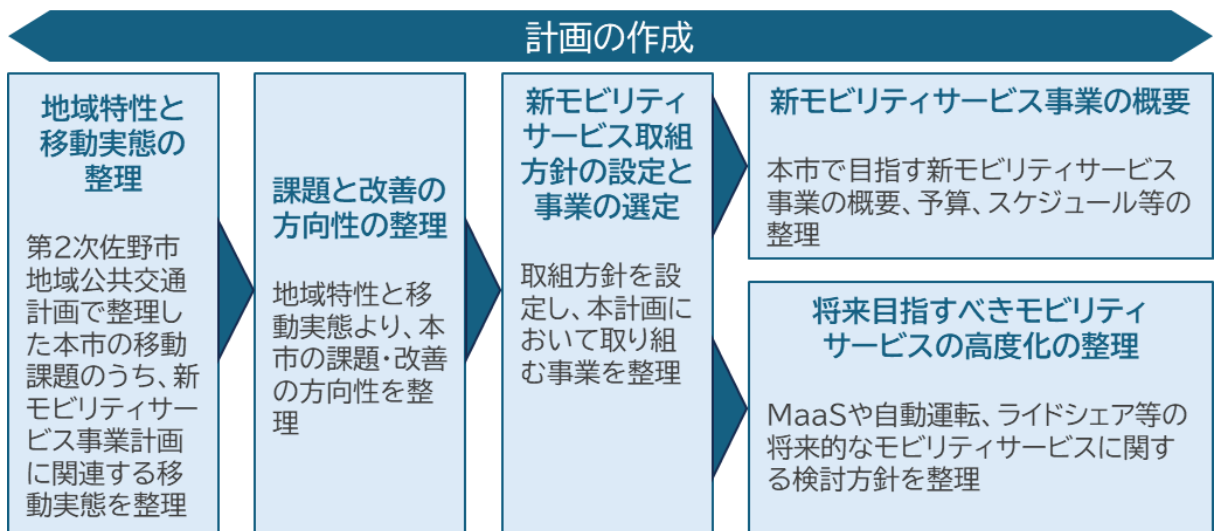 計画の作成
地域特性と
移動実態の
整理
第2次佐野市
地域公共交通
計画で整理し
た本市の移動
課題のうち、新
モビリティサー
ビス事業計画
に関連する移
動実態を整理
課題と改善の
方向性の整理
地域特性と移
動実態より、本
市の課題・改善
の方向性を整
理
新モビリティ
サービス取組
方針の設定と
事業の選定
取組方針を設
定し、本計画に
おいて取り組
む事業を整理
新モビリティサービス事業の概要
本市で目指す新モビリティサービス
事業の概要、予算、スケジュール等の
整理
将来目指すべきモビリティ
サービスの高度化の整理
MaaSや自動運転、ライドシェア等の
将来的なモビリティサービスに関す
る検討方針を整理